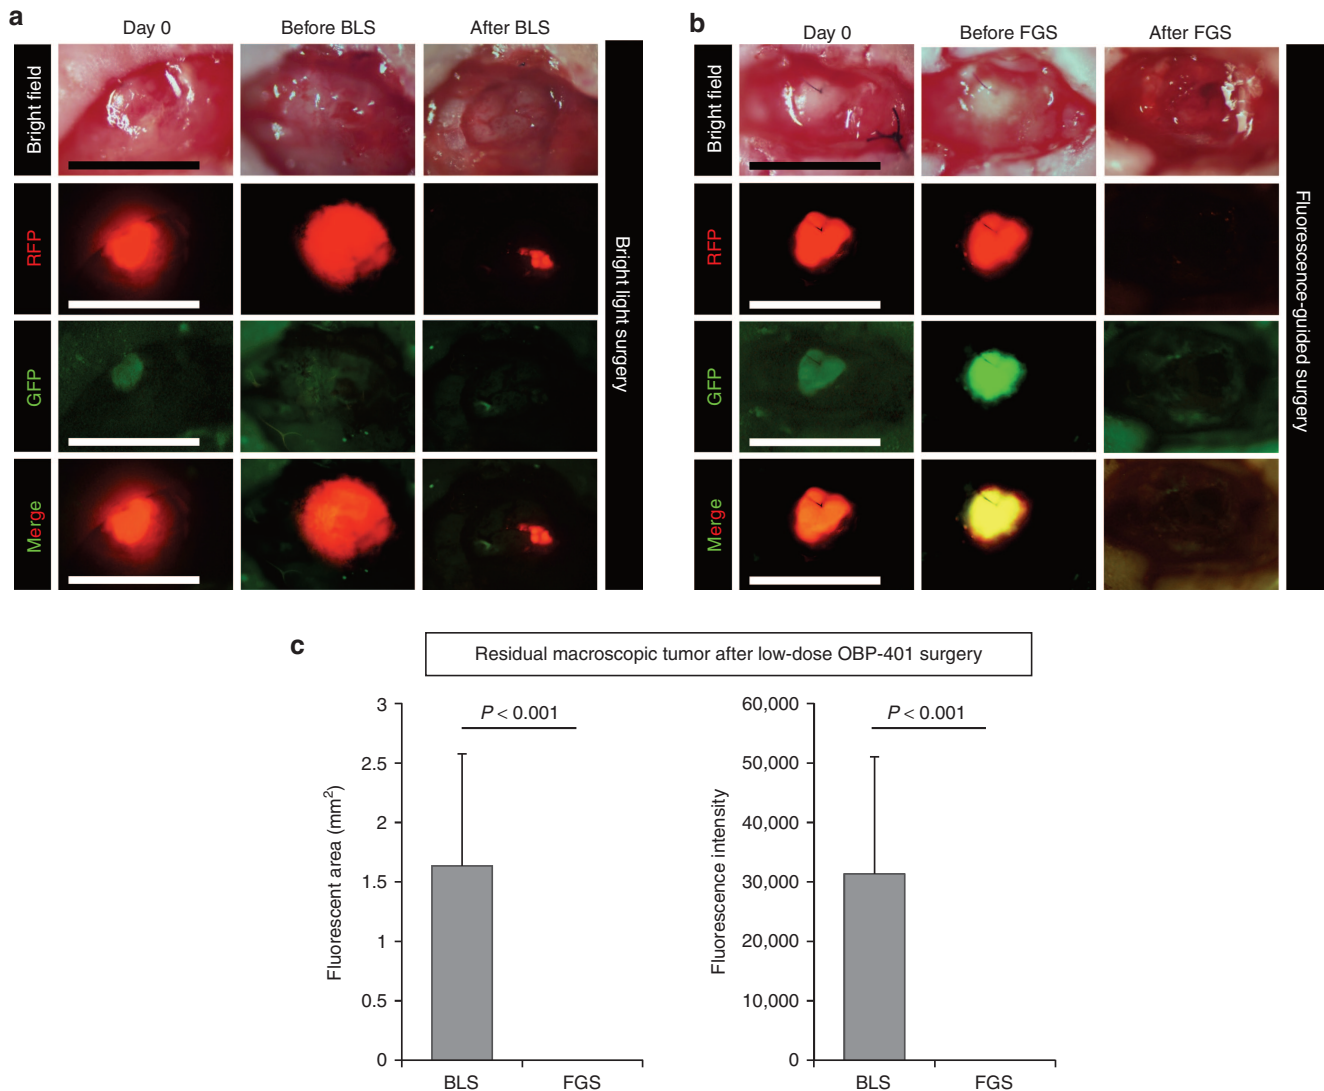 a
Day 0
Before BLS
After BLS
Bright field
RFP
GFP
Merge
Bright light surgery
b
Day 0
Before FGS
After FGS
Bright field
RFP
GFP
Merge
Fluorescence-guided surgery
c
Residual macroscopic tumor after low-dose OBP-401 surgery
Fluorescent area (mm²)
3
2.5
2
1.5
1
0.5
0
P < 0.001
BLS
FGS
Fluorescence intensity
60,000
50,000
40,000
30,000
20,000
10,000
0
P < 0.001
BLS
FGS